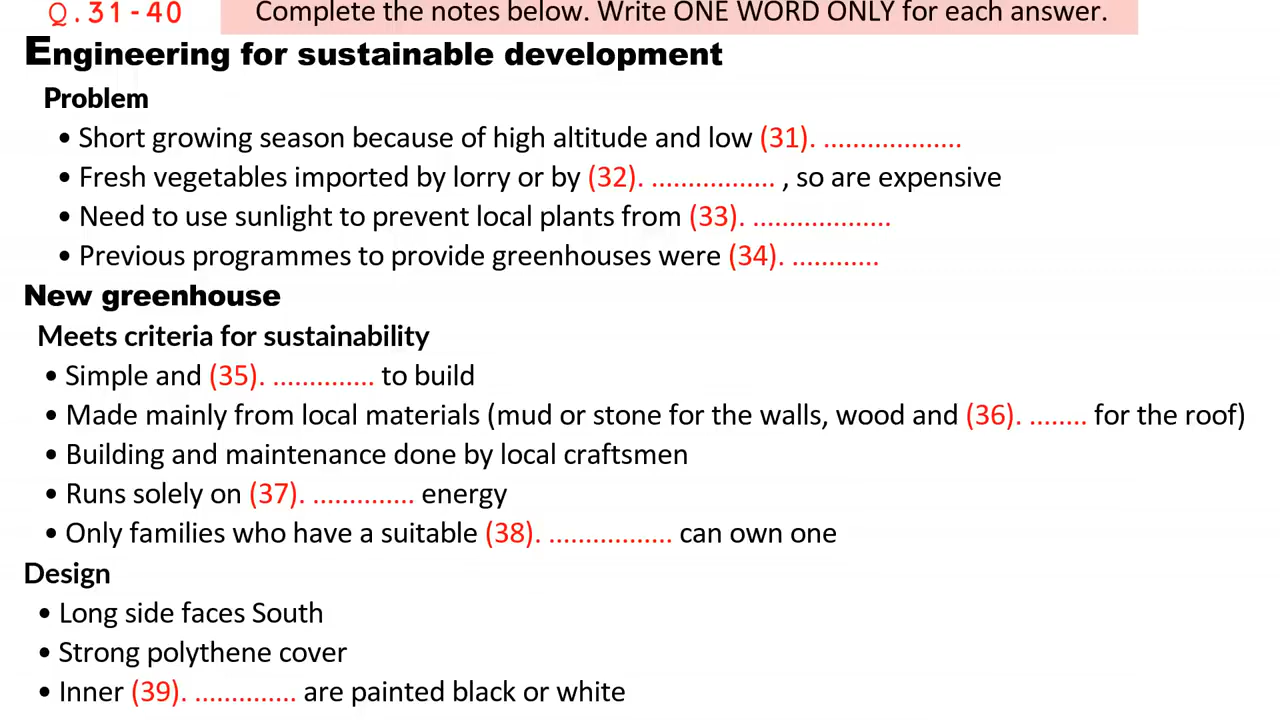 Q.31-40 Complete the notes below. Write ONE WORD ONLY for each answer.
Engineering for sustainable development
Problem
• Short growing season because of high altitude and low (31). ...................
• Fresh vegetables imported by lorry or by (32). ................. , so are expensive
• Need to use sunlight to prevent local plants from (33). ...................
• Previous programmes to provide greenhouses were (34). ............
New greenhouse
Meets criteria for sustainability
• Simple and (35). .............. to build
• Made mainly from local materials (mud or stone for the walls, wood and (36). ........ for the roof)
• Building and maintenance done by local craftsmen
• Runs solely on (37). .............. energy
• Only families who have a suitable (38). ................. can own one
Design
• Long side faces South
• Strong polythene cover
• Inner (39). .............. are painted black or white